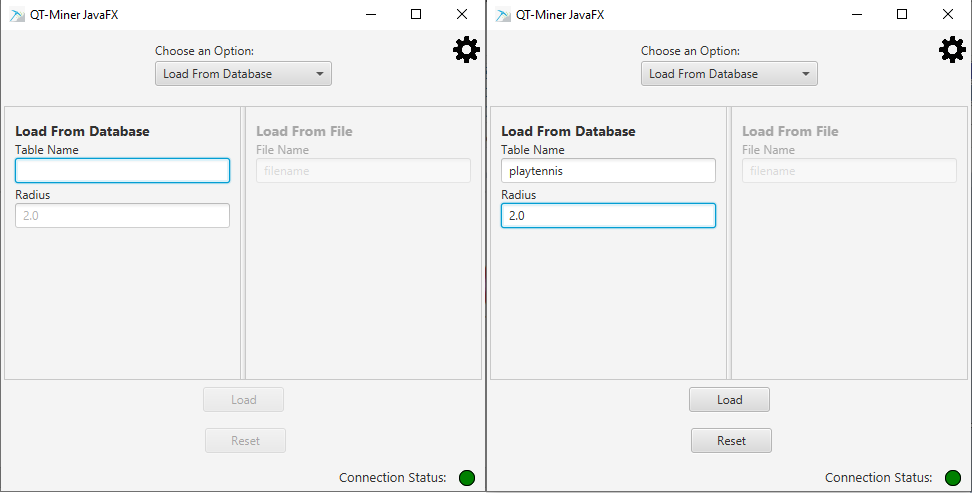 QT-Miner JavaFX
Choose an Option:
Load From Database
Load From Database
Load From File
Table Name
File Name
filename
Radius
2.0
Load
Reset
Connection Status:
QT-Miner JavaFX
Choose an Option:
Load From Database
Load From Database
Load From File
Table Name
File Name
playtennis
filename
Radius
2.0
Load
Reset
Connection Status: